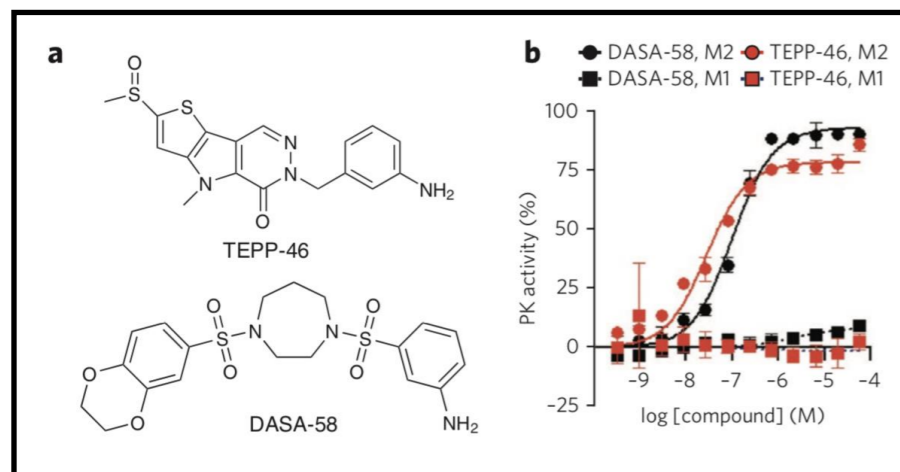 a
O
S
S
N
N
N
O
NH2
TEPP-46
O
O
S
O
N
N
O
S
O
O
O
NH2
DASA-58
b
DASA-58, M2 TEPP-46, M2
DASA-58, M1 TEPP-46, M1
PK activity (%)
100
75
50
25
0
−25
−9 −8 −7 −6 −5 −4
log [compound] (M)